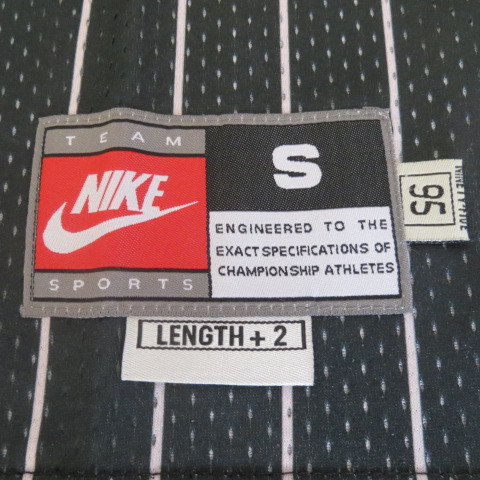 TEAM
NIKE
SPORTS
S
ENGINEERED TO THE
EXACT SPECIFICATIONS OF
CHAMPIONSHIP ATHLETES
95
LENGTH + 2